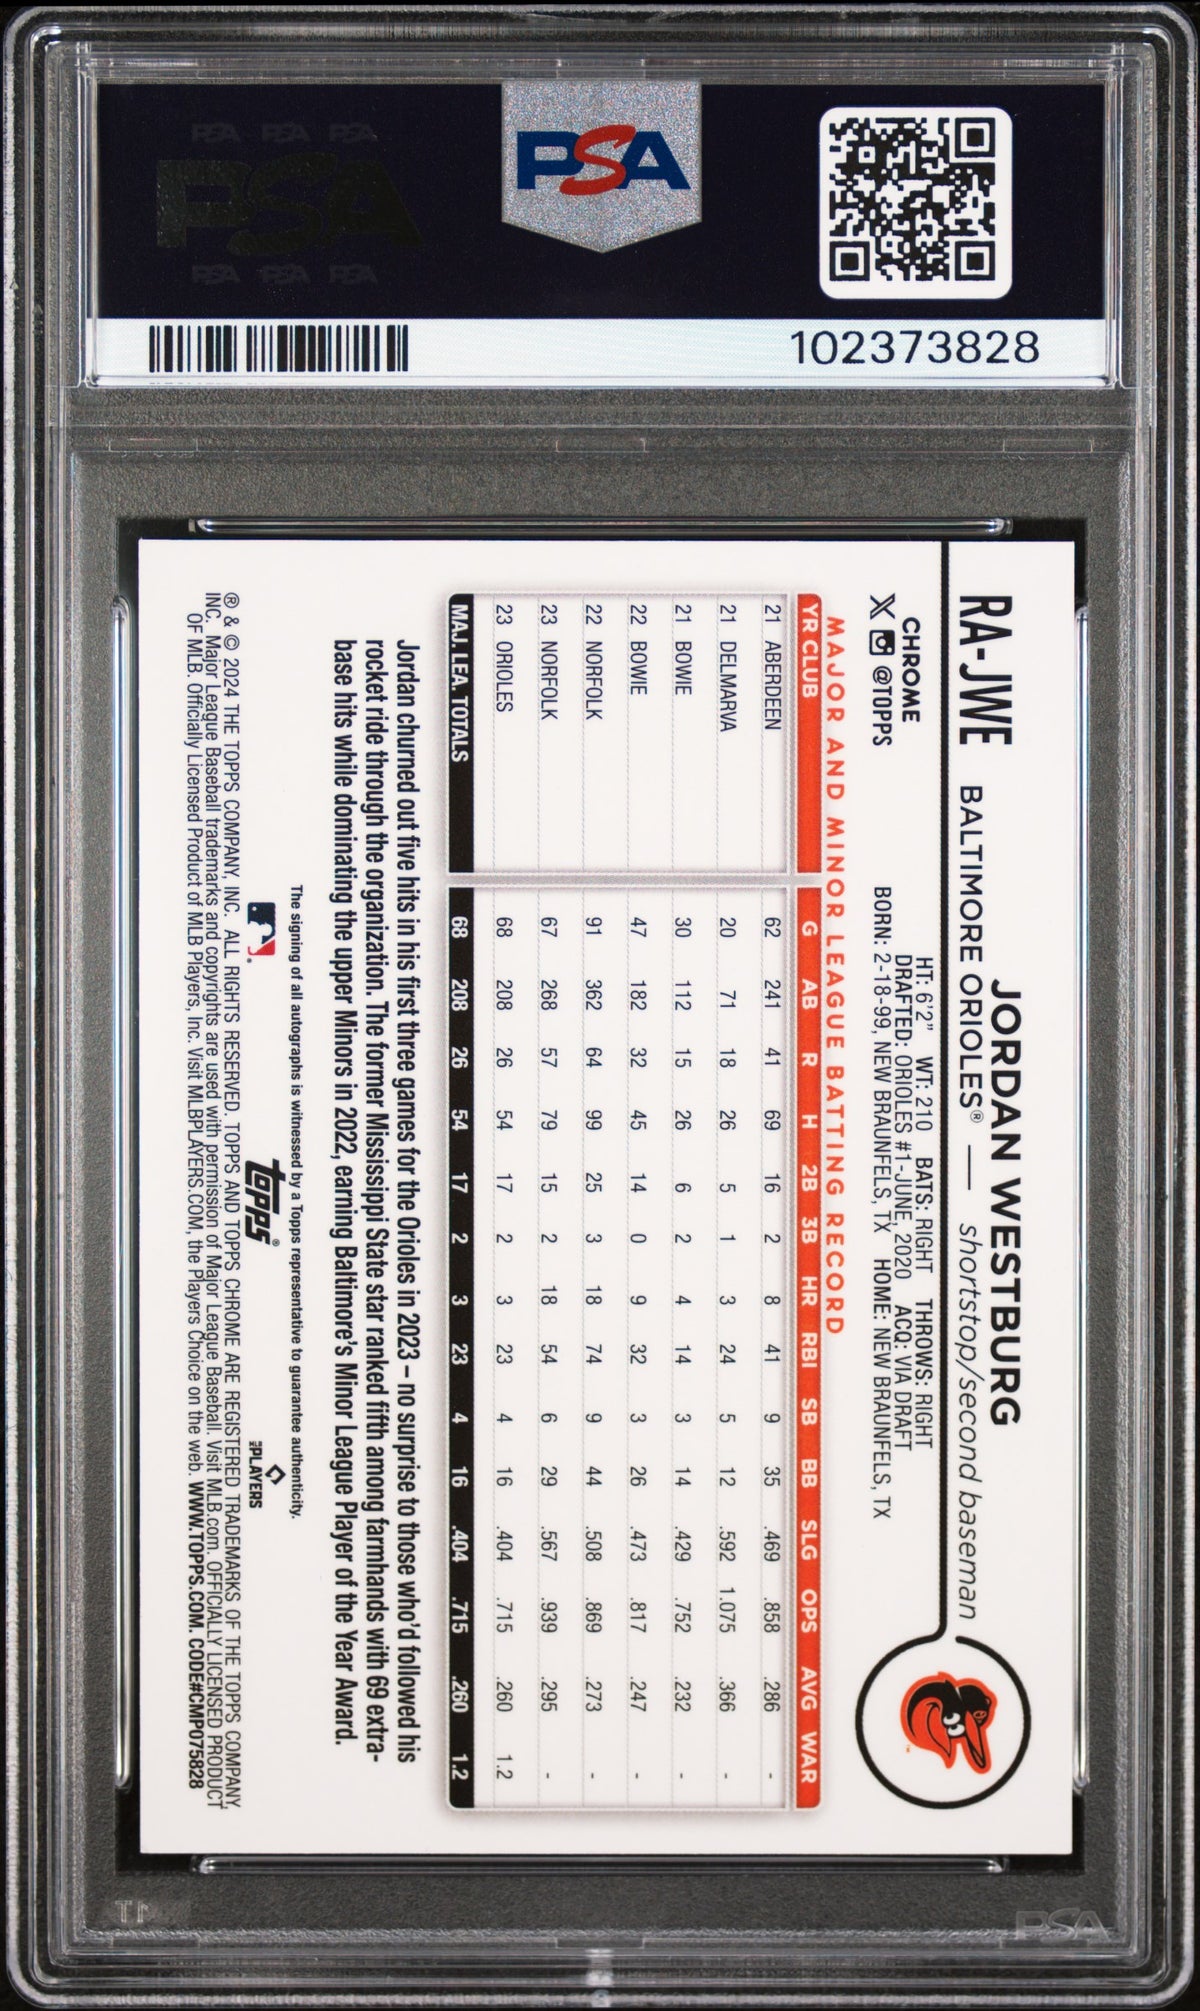 PSA PSA PSA
PSA
PSA PSA PSA
PSA
102373828
RA-JWE
JORDAN WESTBURG
BALTIMORE ORIOLES® — shortstop/second baseman
CHROME
@TOPPS
HT: 6'2" WT: 210 BATS: RIGHT THROWS: RIGHT
DRAFTED: ORIOLES #1-JUNE, 2020 ACQ: VIA DRAFT
BORN: 2-18-99, NEW BRAUNFELS, TX HOME: NEW BRAUNFELS, TX
MAJOR AND MINOR LEAGUE BATTING RECORD
YR CLUB G AB R H 2B 3B HR RBI SB BB SLG OPS AVG WAR
21 ABERDEEN 62 241 41 69 16 2 8 41 9 35 .469 .858 .286 -
21 DELMARVA 20 71 18 26 5 1 3 24 5 12 .592 1.075 .366 -
21 BOWIE 30 112 15 26 6 2 4 14 3 14 .429 .752 .232 -
22 BOWIE 47 182 32 45 14 0 9 32 3 26 .473 .817 .247 -
22 NORFOLK 91 362 64 99 25 3 18 74 9 44 .508 .869 .273 -
23 NORFOLK 67 268 57 79 15 2 18 54 6 29 .567 .939 .295 -
23 ORIOLES 68 208 26 54 17 2 3 23 4 16 .404 .715 .260 1.2
MAJ. LEA. TOTALS 68 208 26 54 17 2 3 23 4 16 .404 .715 .260 1.2
Jordan churned out five hits in his first three games for the Orioles in 2023 – no surprise to those who'd followed his
rocket ride through the organization. The former Mississippi State star ranked fifth among farmhands with 69 extra-
base hits while dominating the upper Minors in 2022, earning Baltimore's Minor League Player of the Year Award.
The signing of all autographs is witnessed by a Topps representative to guarantee authenticity.
topps®
MLB PLAYERS
® & © 2024 THE TOPPS COMPANY, INC. ALL RIGHTS RESERVED. TOPPS AND TOPPS CHROME ARE REGISTERED TRADEMARKS OF THE TOPPS COMPANY,
INC. Major League Baseball trademarks and copyrights are used with permission of Major League Baseball. Visit MLB.com. OFFICIALLY LICENSED PRODUCT
OF MLB. Officially Licensed Product of MLB Players, Inc. Visit MLBPLAYERS.COM, the Players Choice on the web. WWW.TOPPS.COM. CODE#CMP075828
PSA